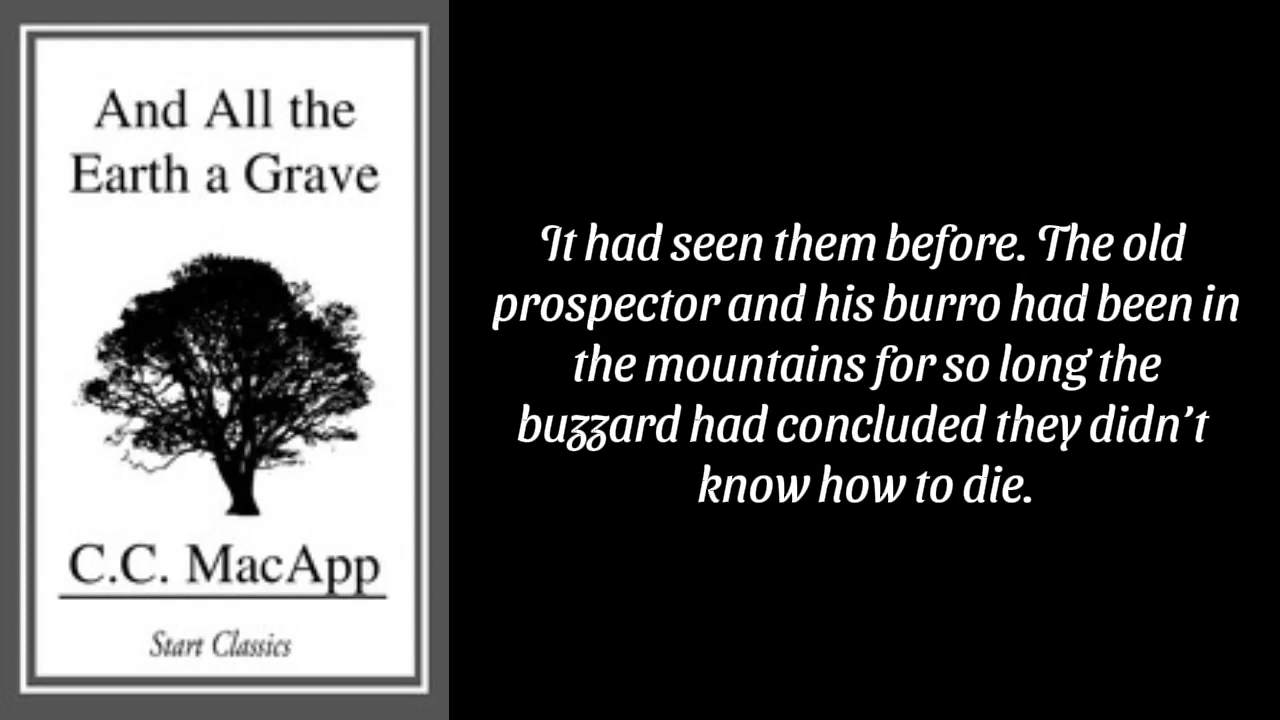 And All the
Earth a Grave
C.C. MacApp
Start Classics
It had seen them before. The old
prospector and his burro had been in
the mountains for so long the
buzzard had concluded they didn’t
know how to die.